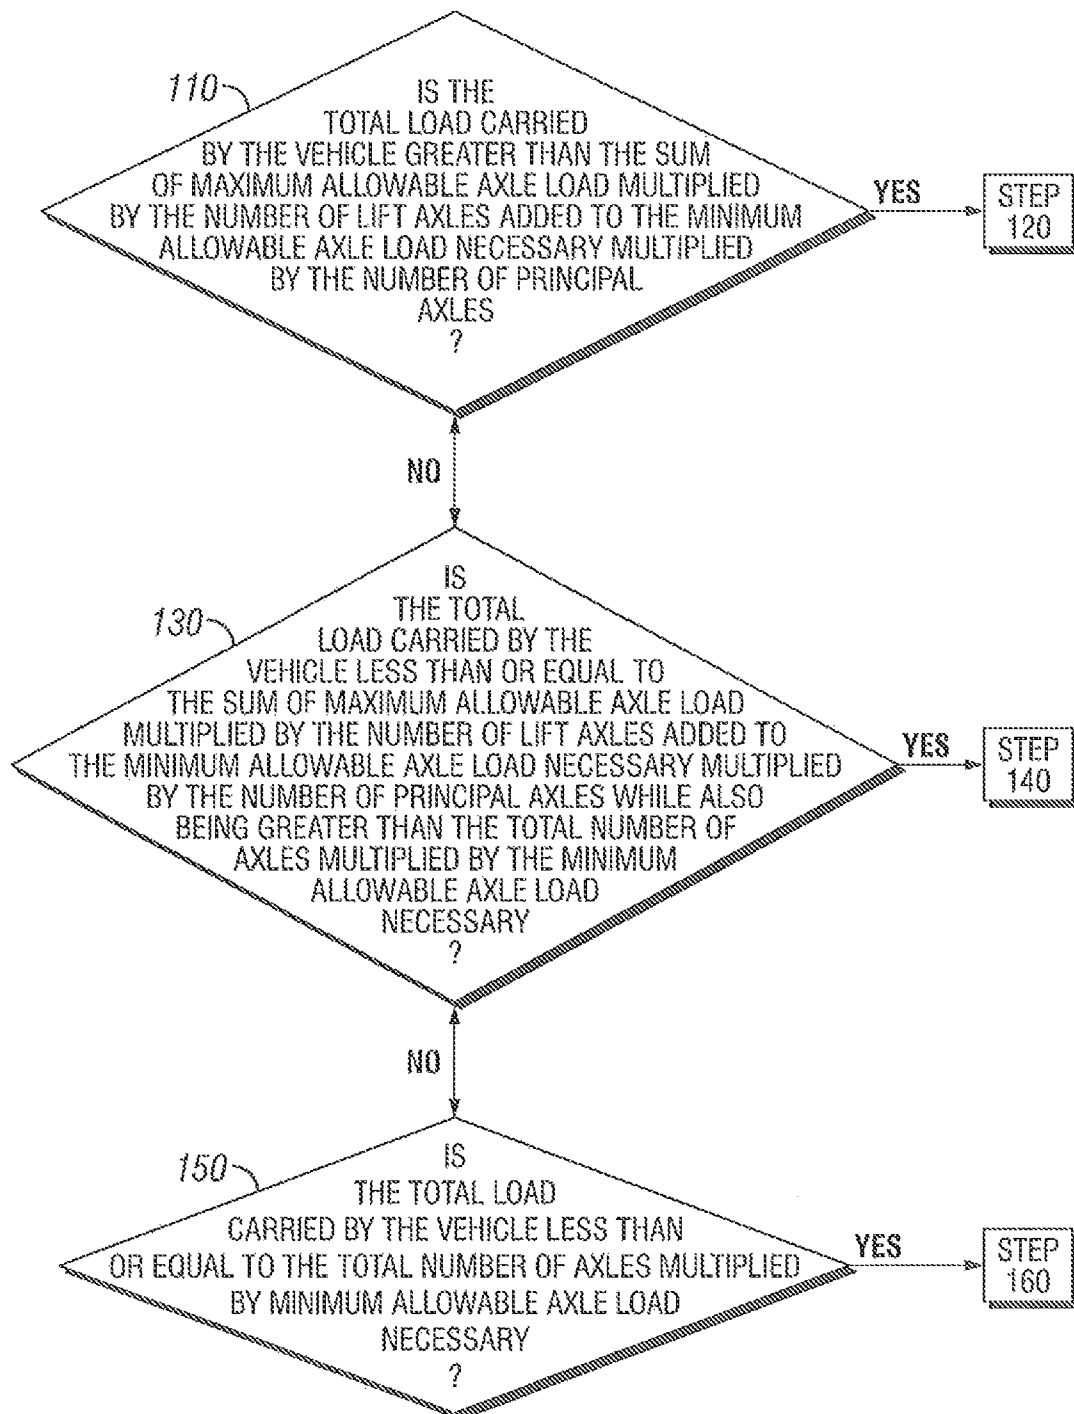 110
IS THE
TOTAL LOAD CARRIED
BY THE VEHICLE GREATER THAN THE SUM
OF MAXIMUM ALLOWABLE AXLE LOAD MULTIPLIED
BY THE NUMBER OF LIFT AXLES ADDED TO THE MINIMUM
ALLOWABLE AXLE LOAD NECESSARY MULTIPLIED
BY THE NUMBER OF PRINCIPAL
AXLES
?
YES
STEP
120
NO
130
IS
THE TOTAL
LOAD CARRIED BY THE
VEHICLE LESS THAN OR EQUAL TO
THE SUM OF MAXIMUM ALLOWABLE AXLE LOAD
MULTIPLIED BY THE NUMBER OF LIFT AXLES ADDED TO
THE MINIMUM ALLOWABLE AXLE LOAD NECESSARY MULTIPLIED
BY THE NUMBER OF PRINCIPAL AXLES WHILE ALSO
BEING GREATER THAN THE TOTAL NUMBER OF
AXLES MULTIPLIED BY THE MINIMUM
ALLOWABLE AXLE LOAD
NECESSARY
?
YES
STEP
140
NO
150
IS
THE TOTAL LOAD
CARRIED BY THE VEHICLE LESS THAN
OR EQUAL TO THE TOTAL NUMBER OF AXLES MULTIPLIED
BY MINIMUM ALLOWABLE AXLE LOAD
NECESSARY
?
YES
STEP
160